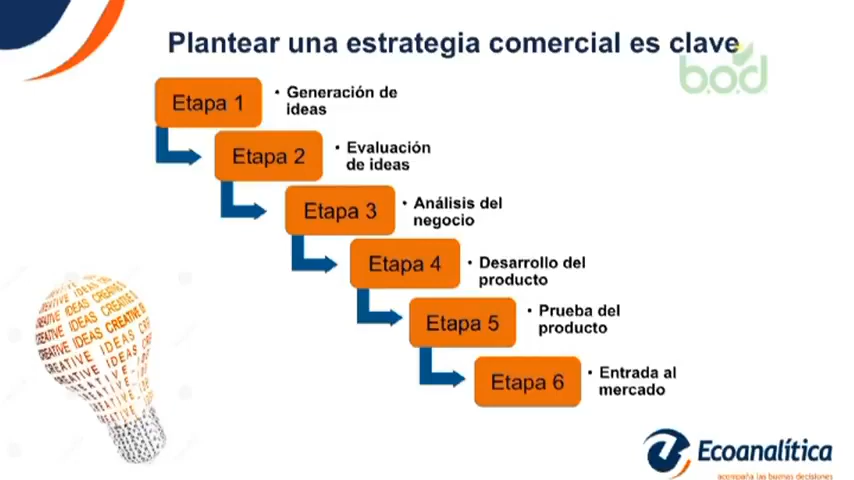 Plantear una estrategia comercial es clave
b.o.d
Etapa 1
• Generación de
ideas
Etapa 2
• Evaluación
de ideas
Etapa 3
• Análisis del
negocio
Etapa 4
• Desarrollo del
producto
Etapa 5
• Prueba del
producto
Etapa 6
• Entrada al
mercado
CREATIVE IDEAS
Ecoanalítica
acompaña las buenas decisiones